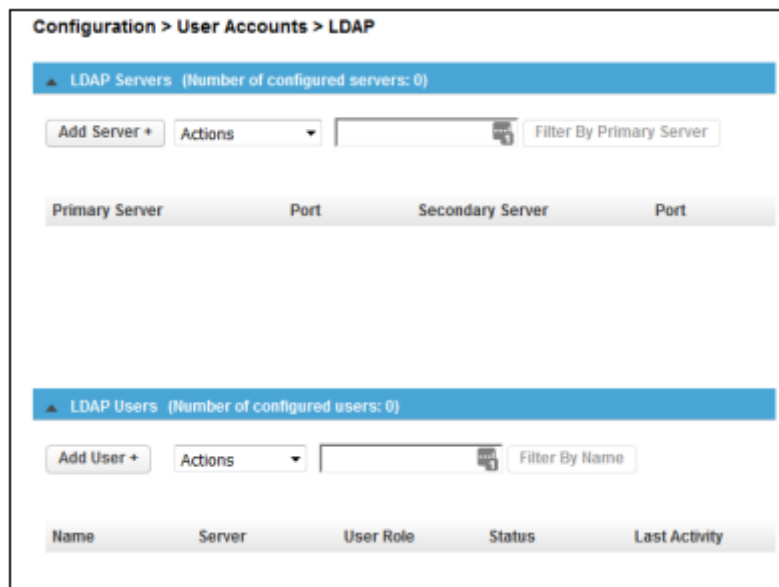 Configuration > User Accounts > LDAP
LDAP Servers (Number of configured servers: 0)
Add Server + Actions Filter By Primary Server
Primary Server Port Secondary Server Port
LDAP Users (Number of configured users: 0)
Add User + Actions Filter By Name
Name Server User Role Status Last Activity